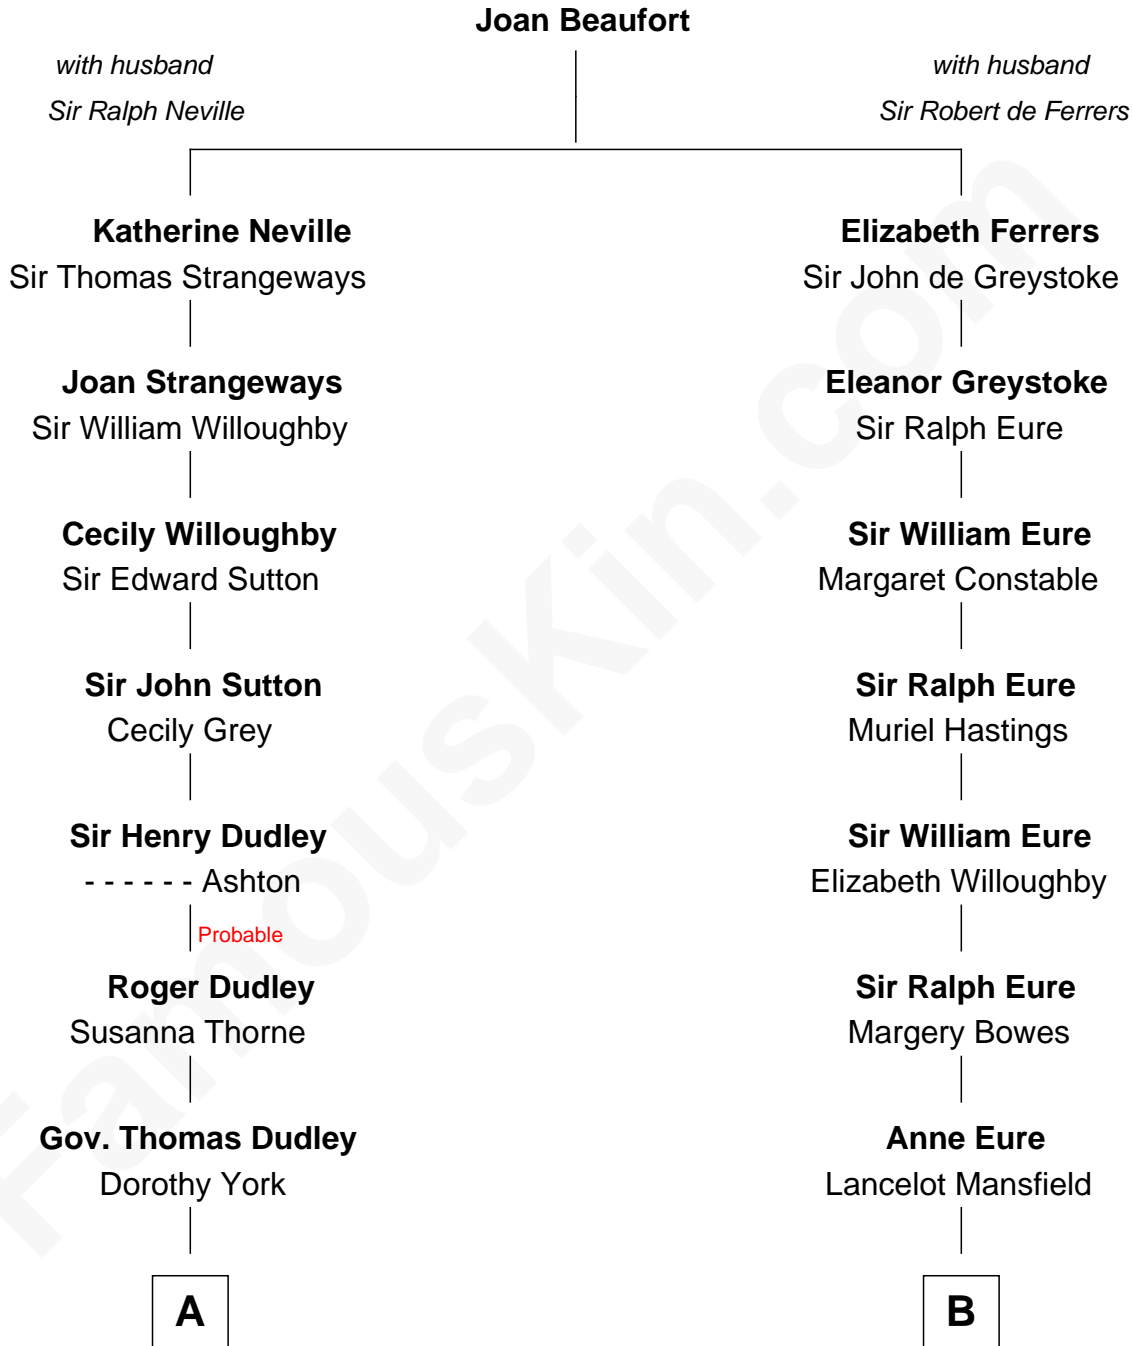 Joan Beaufort
with husband
Sir Ralph Neville
with husband
Sir Robert de Ferrers
Katherine Neville
Sir Thomas Strangeways
Elizabeth Ferrers
Sir John de Greystoke
Joan Strangeways
Sir William Willoughby
Eleanor Greystoke
Sir Ralph Eure
Cecily Willoughby
Sir Edward Sutton
Sir William Eure
Margaret Constable
Sir John Sutton
Cecily Grey
Sir Ralph Eure
Muriel Hastings
Sir Henry Dudley
- - - - - - Ashton
Probable
Sir William Eure
Elizabeth Willoughby
Roger Dudley
Susanna Thorne
Sir Ralph Eure
Margery Bowes
Gov. Thomas Dudley
Dorothy York
Anne Eure
Lancelot Mansfield
A
B
FamousKin.com